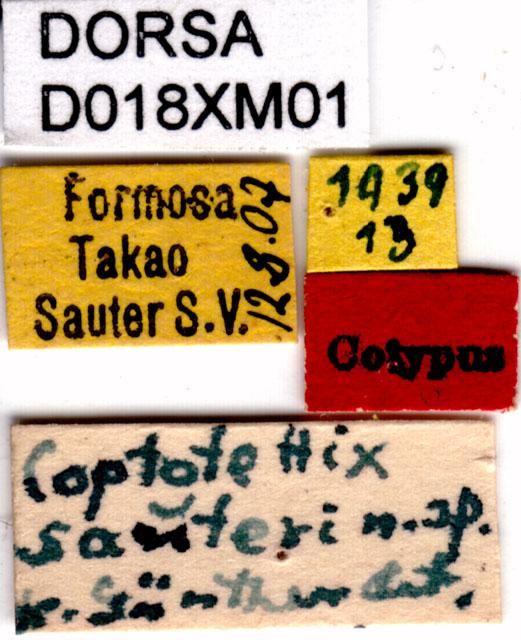 DORSA
D018XM01
Formosa
Takao
Sauter S.V.
12.8.07
1939
13
Cotypus
Coptotettix
sauteri n.sp.
K. Günther det.